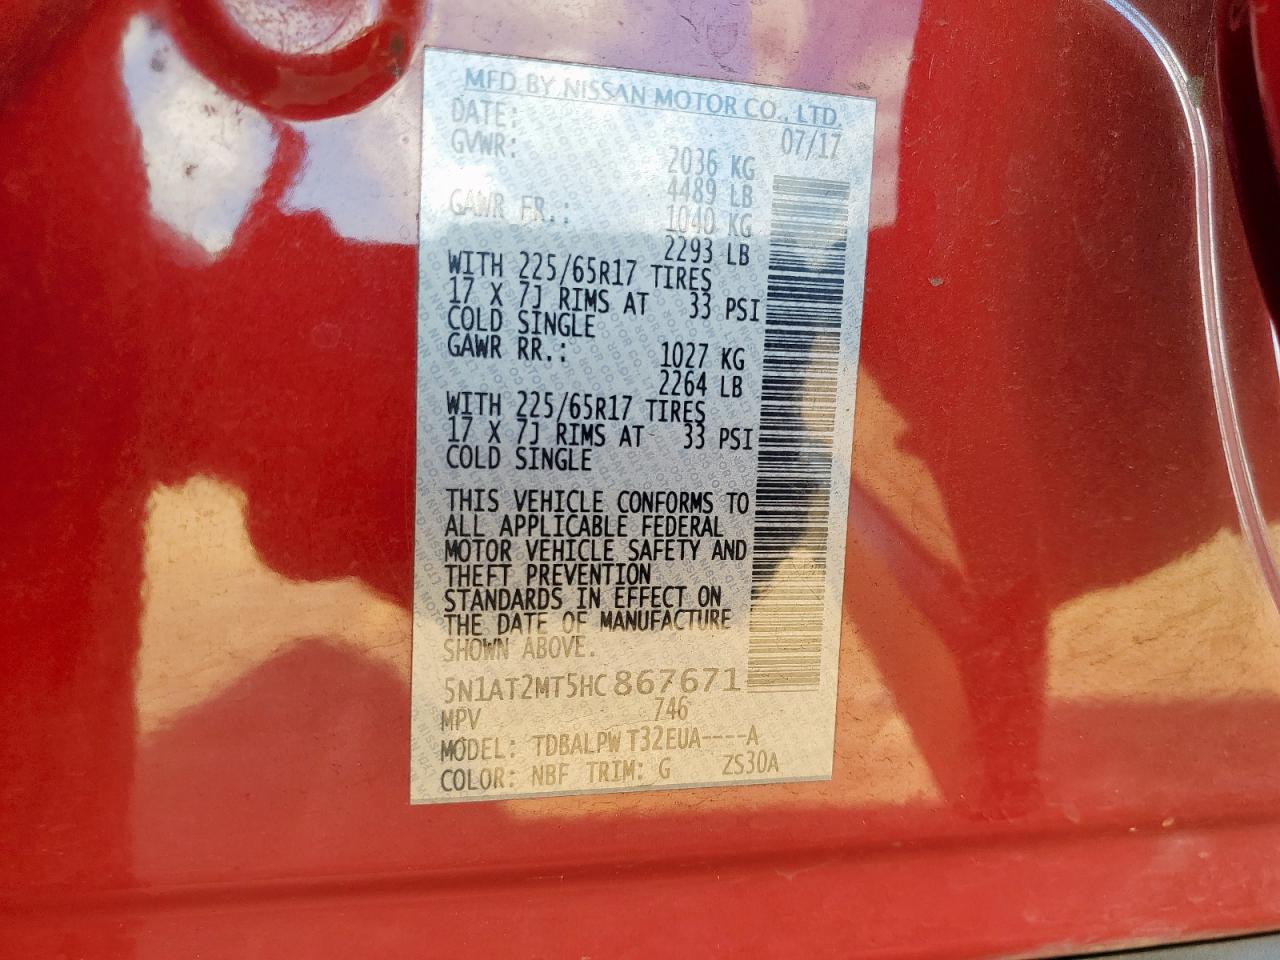 MFD BY NISSAN MOTOR CO., LTD.
DATE: 07/17
GVWR: 2036 KG
4489 LB
GAWR FR.: 1040 KG
2293 LB
WITH 225/65R17 TIRES
17 X 7J RIMS AT 33 PSI
COLD SINGLE
GAWR RR.: 1027 KG
2264 LB
WITH 225/65R17 TIRES
17 X 7J RIMS AT 33 PSI
COLD SINGLE
THIS VEHICLE CONFORMS TO
ALL APPLICABLE FEDERAL
MOTOR VEHICLE SAFETY AND
THEFT PREVENTION
STANDARDS IN EFFECT ON
THE DATE OF MANUFACTURE
SHOWN ABOVE.
5N1AT2MT5HC867671
MPV 746
MODEL: TDBALPW T32EUA----A
COLOR: NBF TRIM: G ZS30A